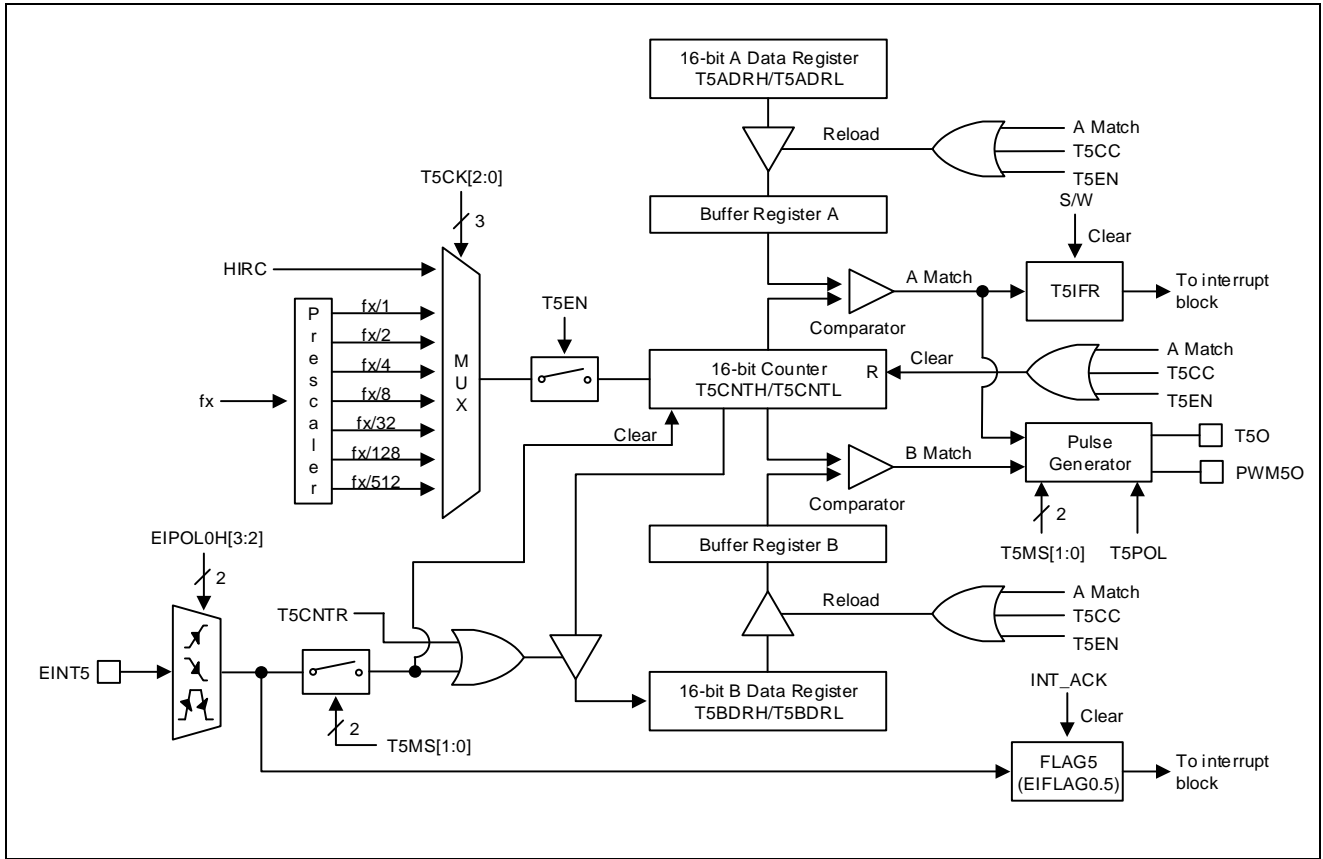 16-bit A Data Register
T5ADRH/T5ADRL
Reload
A Match
T5CC
T5EN
T5CK[2:0]
3
Buffer Register A
S/W
Clear
HIRC
A Match
T5IFR
To interrupt
block
Comparator
Prescaler
fx/1
fx/2
fx/4
fx/8
fx/32
fx/128
fx/512
fx
MUX
T5EN
16-bit Counter
T5CNTH/T5CNTL
R
Clear
A Match
T5CC
T5EN
Clear
B Match
Comparator
Pulse
Generator
T5O
PWM5O
2
T5MS[1:0]
T5POL
Buffer Register B
EIPOL0H[3:2]
2
T5CNTR
Reload
A Match
T5CC
T5EN
EINT5
2
T5MS[1:0]
16-bit B Data Register
T5BDRH/T5BDRL
INT_ACK
Clear
FLAG5
(EIFLAG0.5)
To interrupt
block